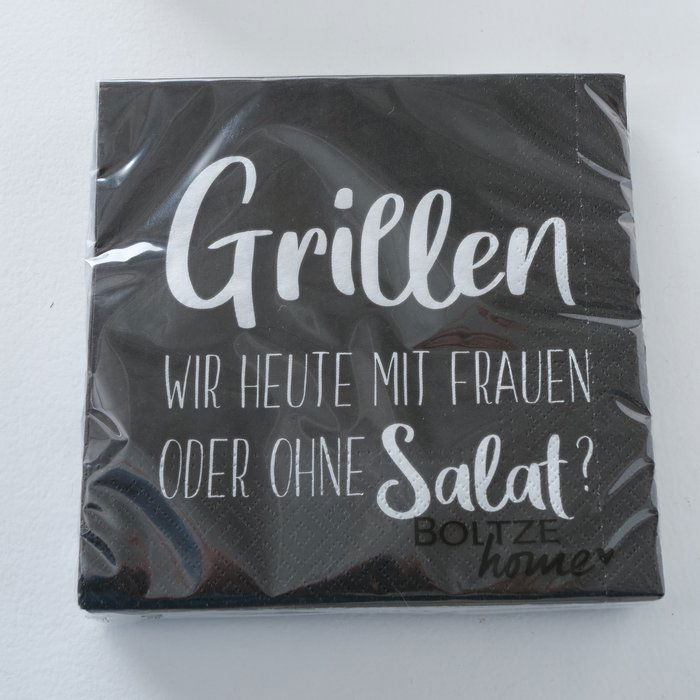 Grillen
WIR HEUTE MIT FRAUEN
ODER OHNE Salat?
BOLTZE
home